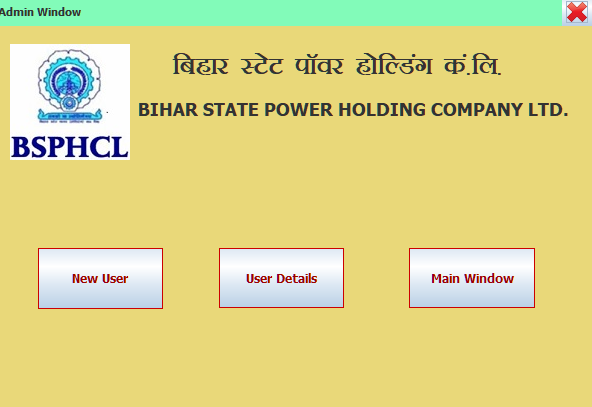 Admin Window
बिहार स्टेट पॉवर होल्डिंग कं.लि.
BIHAR STATE POWER HOLDING COMPANY LTD.
BSPHCL
New User
User Details
Main Window